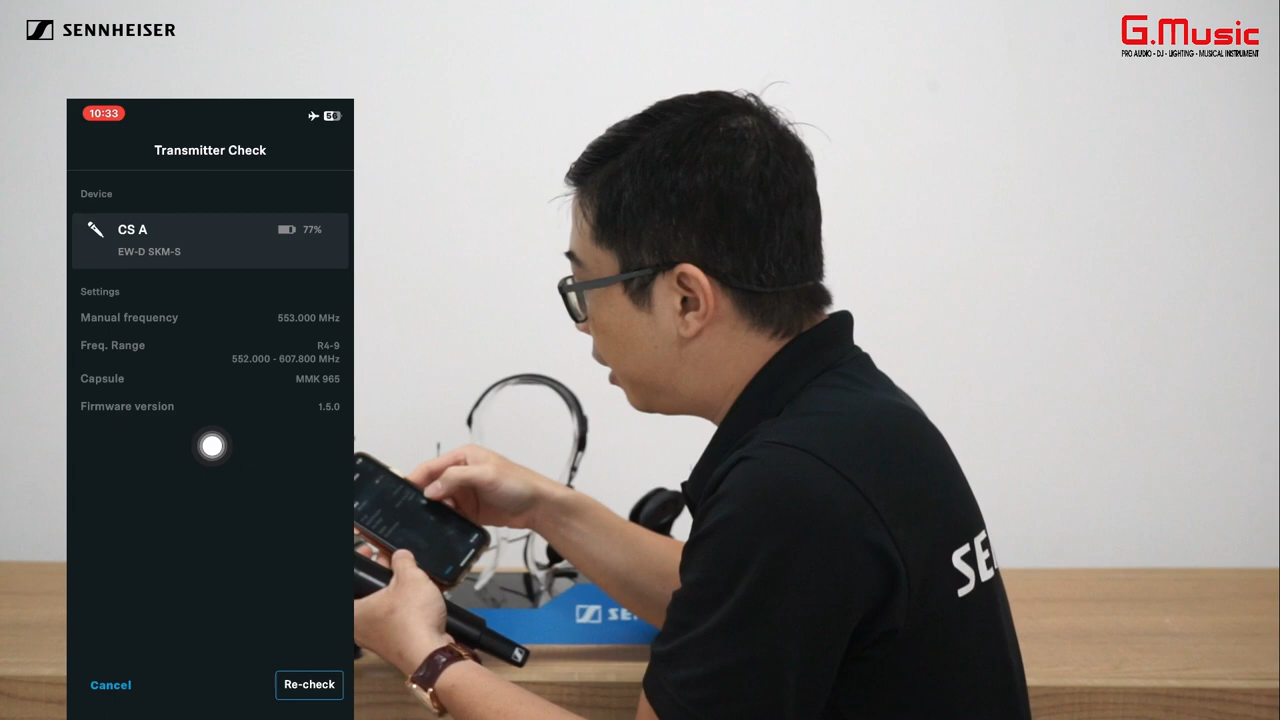 SENNHEISER
G.Music
PRO AUDIO - DJ - LIGHTING - MUSICAL INSTRUMENT
10:33
Transmitter Check
Device
CS A
77%
EW-D SKM-S
Settings
Manual frequency
553.000 MHz
Freq. Range
R4-9
552.000 - 607.800 MHz
Capsule
MMK 965
Firmware version
1.5.0
Cancel
Re-check
SE